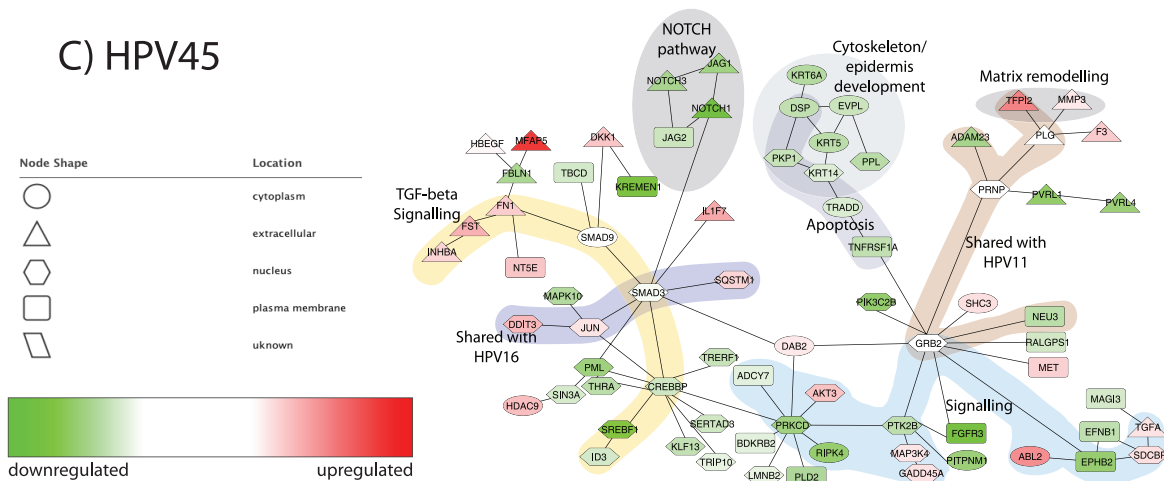 C) HPV45
Node Shape
Location
cytoplasm
extracellular
nucleus
plasma membrane
uknown
downregulated
upregulated
NOTCH
pathway
JAG1
NOTCH3
NOTCH1
JAG2
Cytoskeleton/
epidermis
development
KRT6A
DSP
EVPL
KRT5
PKP1
PPL
KRT14
TRADD
Apoptosis
TNFRSF1A
Matrix remodelling
TFPI2
MMP3
ADAM23
PLG
F3
PRNP
PVRL1
PVRL4
Shared with
HPV11
HBEGF
MFAP5
DKK1
FBLN1
TBCD
KREMEN1
TGF-beta
Signalling
FN1
FST
IL1F7
SMAD9
INHBA
NT5E
SMAD3
SQSTM1
MAPK10
DDIT3
JUN
Shared with
HPV16
PIK3C2B
SHC3
NEU3
DAB2
GRB2
RALGPS1
MET
PML
TRERF1
ADCY7
THRA
CREBBP
SIN3A
HDAC9
AKT3
SREBF1
SERTAD3
PRKCD
PTK2B
Signalling
FGFR3
KLF13
BDKRB2
RIPK4
MAP3K4
PITPNM1
ID3
TRIP10
LMNB2
PLD2
GADD45A
MAGI3
EFNB1
TGFA
ABL2
EPHB2
SDCBP